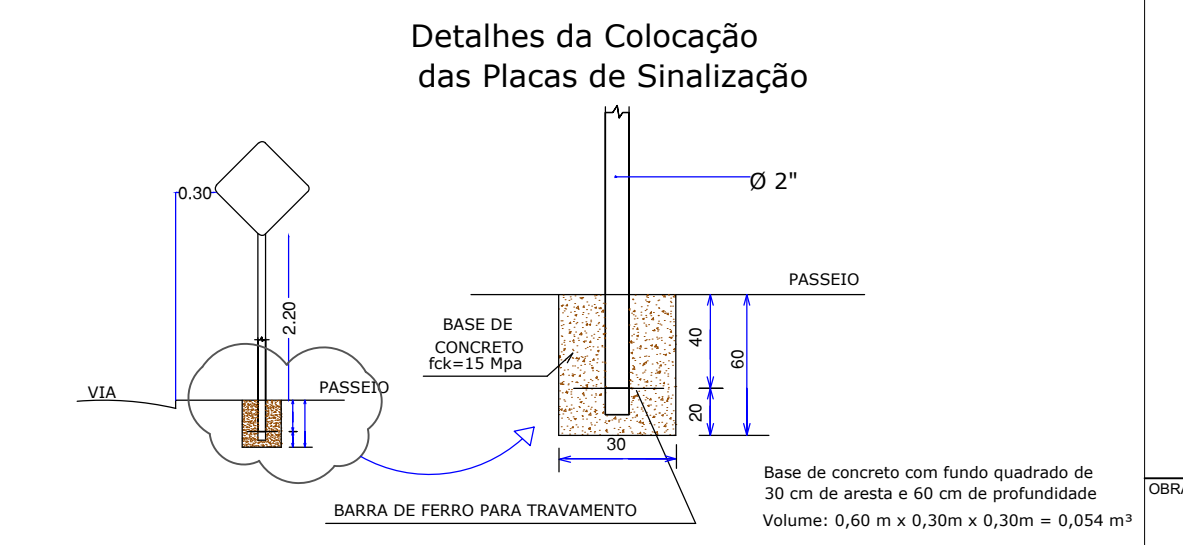 Detalhes da Colocação
das Placas de Sinalização
Ø 2"
0.30
PASSEIO
2.20
BASE DE
CONCRETO
fck=15 Mpa
40
60
VIA
PASSEIO
20
30
Base de concreto com fundo quadrado de
30 cm de aresta e 60 cm de profundidade
OBRA
BARRA DE FERRO PARA TRAVAMENTO
Volume: 0,60 m x 0,30m x 0,30m = 0,054 m³